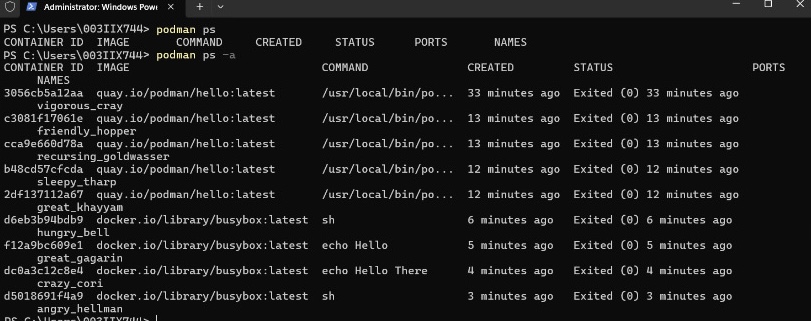 Administrator: Windows Powe
PS C:\Users\003IIX744> podman ps
CONTAINER ID  IMAGE       COMMAND     CREATED     STATUS      PORTS       NAMES
PS C:\Users\003IIX744> podman ps -a
CONTAINER ID  IMAGE                             COMMAND               CREATED         STATUS                     PORTS
NAMES
3056cb5a12aa  quay.io/podman/hello:latest       /usr/local/bin/po...  33 minutes ago  Exited (0) 33 minutes ago
vigorous_cray
c3081f17061e  quay.io/podman/hello:latest       /usr/local/bin/po...  13 minutes ago  Exited (0) 13 minutes ago
friendly_hopper
cca9e660d78a  quay.io/podman/hello:latest       /usr/local/bin/po...  13 minutes ago  Exited (0) 13 minutes ago
recursing_goldwasser
b48cd57cfcda  quay.io/podman/hello:latest       /usr/local/bin/po...  12 minutes ago  Exited (0) 12 minutes ago
sleepy_tharp
2df137112a67  quay.io/podman/hello:latest       /usr/local/bin/po...  12 minutes ago  Exited (0) 12 minutes ago
great_khayyam
d6eb3b94bdb9  docker.io/library/busybox:latest  sh                    6 minutes ago   Exited (0) 6 minutes ago
hungry_bell
f12a9bc609e1  docker.io/library/busybox:latest  echo Hello            5 minutes ago   Exited (0) 5 minutes ago
great_gagarin
dc0a3c12c8e4  docker.io/library/busybox:latest  echo Hello There      4 minutes ago   Exited (0) 4 minutes ago
crazy_cori
d5018691f4a9  docker.io/library/busybox:latest  sh                    3 minutes ago   Exited (0) 3 minutes ago
angry_hellman
PS C:\Users\003IIX744>